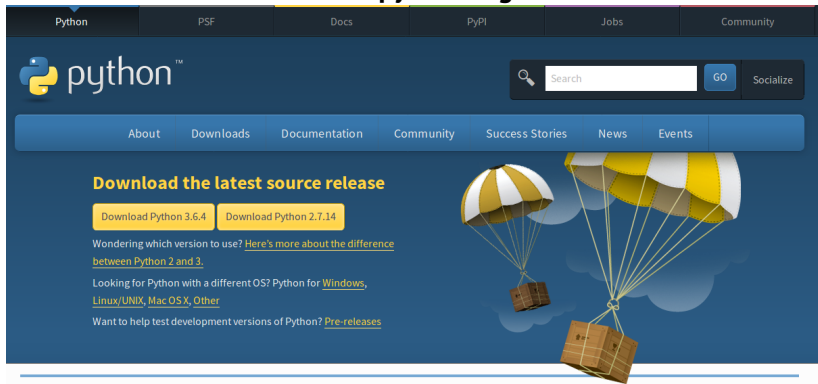 Python PSF Docs PyPI Jobs Community
python™
Search GO Socialize
About Downloads Documentation Community Success Stories News Events
Download the latest source release
Download Python 3.6.4 Download Python 2.7.14
Wondering which version to use? Here's more about the difference
between Python 2 and 3.
Looking for Python with a different OS? Python for Windows,
Linux/UNIX, Mac OS X, Other
Want to help test development versions of Python? Pre-releases